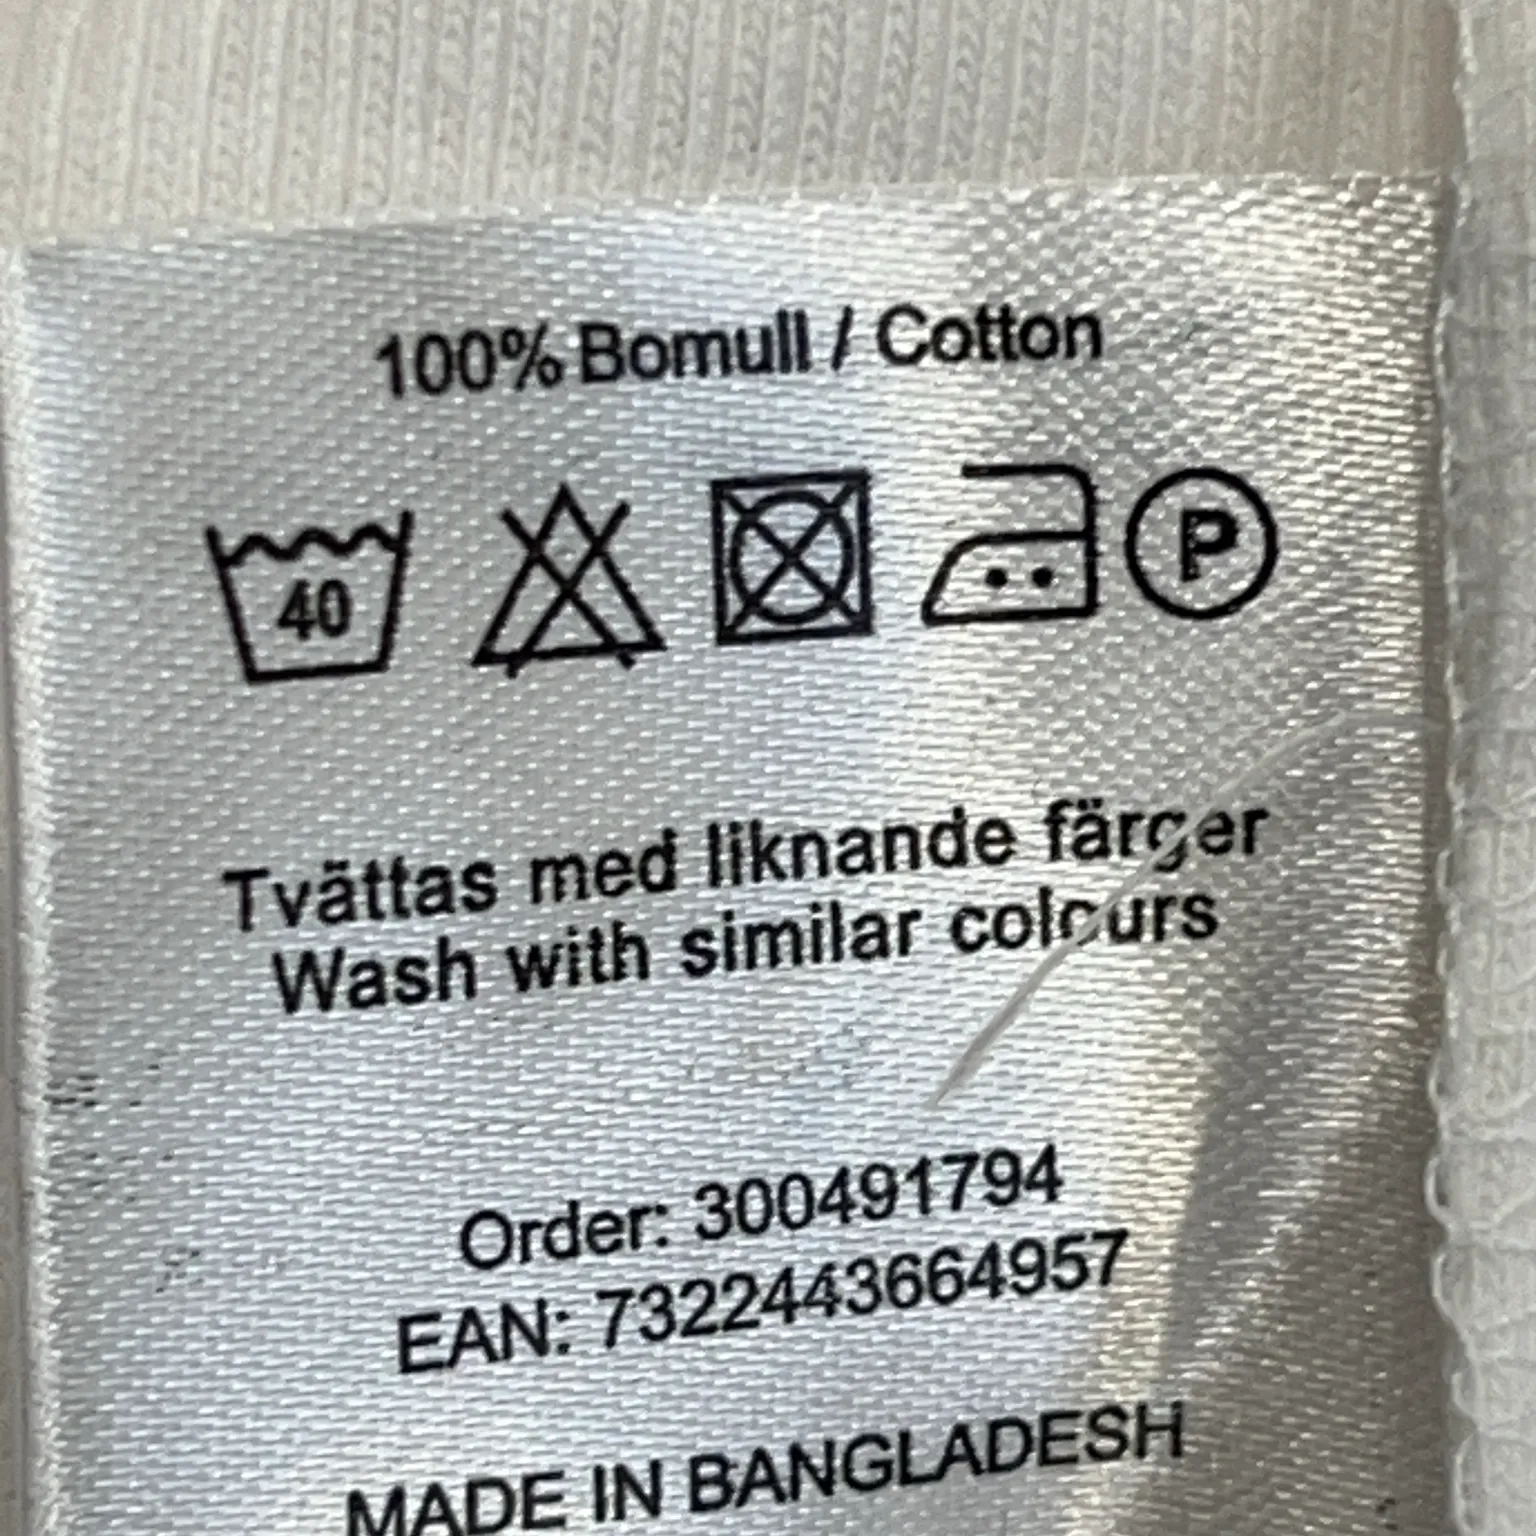 100% Bomull / Cotton
40 P
Tvättas med liknande färger
Wash with similar colours
Order: 300491794
EAN: 7322443664957
MADE IN BANGLADESH